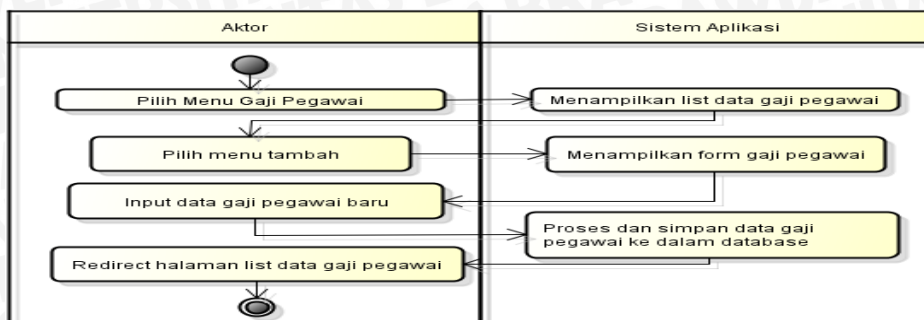 Aktor
Sistem Aplikasi
Pilih Menu Gaji Pegawai
Menampilkan list data gaji pegawai
Pilih menu tambah
Menampilkan form gaji pegawai
Input data gaji pegawai baru
Proses dan simpan data gaji
pegawai ke dalam database
Redirect halaman list data gaji pegawai